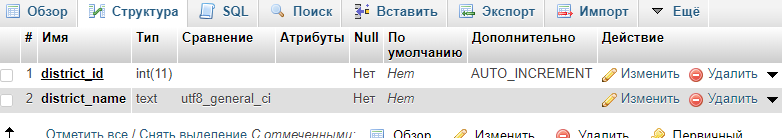 Обзор Структура SQL Поиск Вставить Экспорт Импорт Ещё
# Имя Тип Сравнение Атрибуты Null По умолчанию Дополнительно Действие
1 district_id int(11) Нет Нет AUTO_INCREMENT Изменить Удалить
2 district_name text utf8_general_ci Нет Нет Изменить Удалить
Отметить все / Снять выделение С отмеченными: Обзор Изменить Удалить Первичный